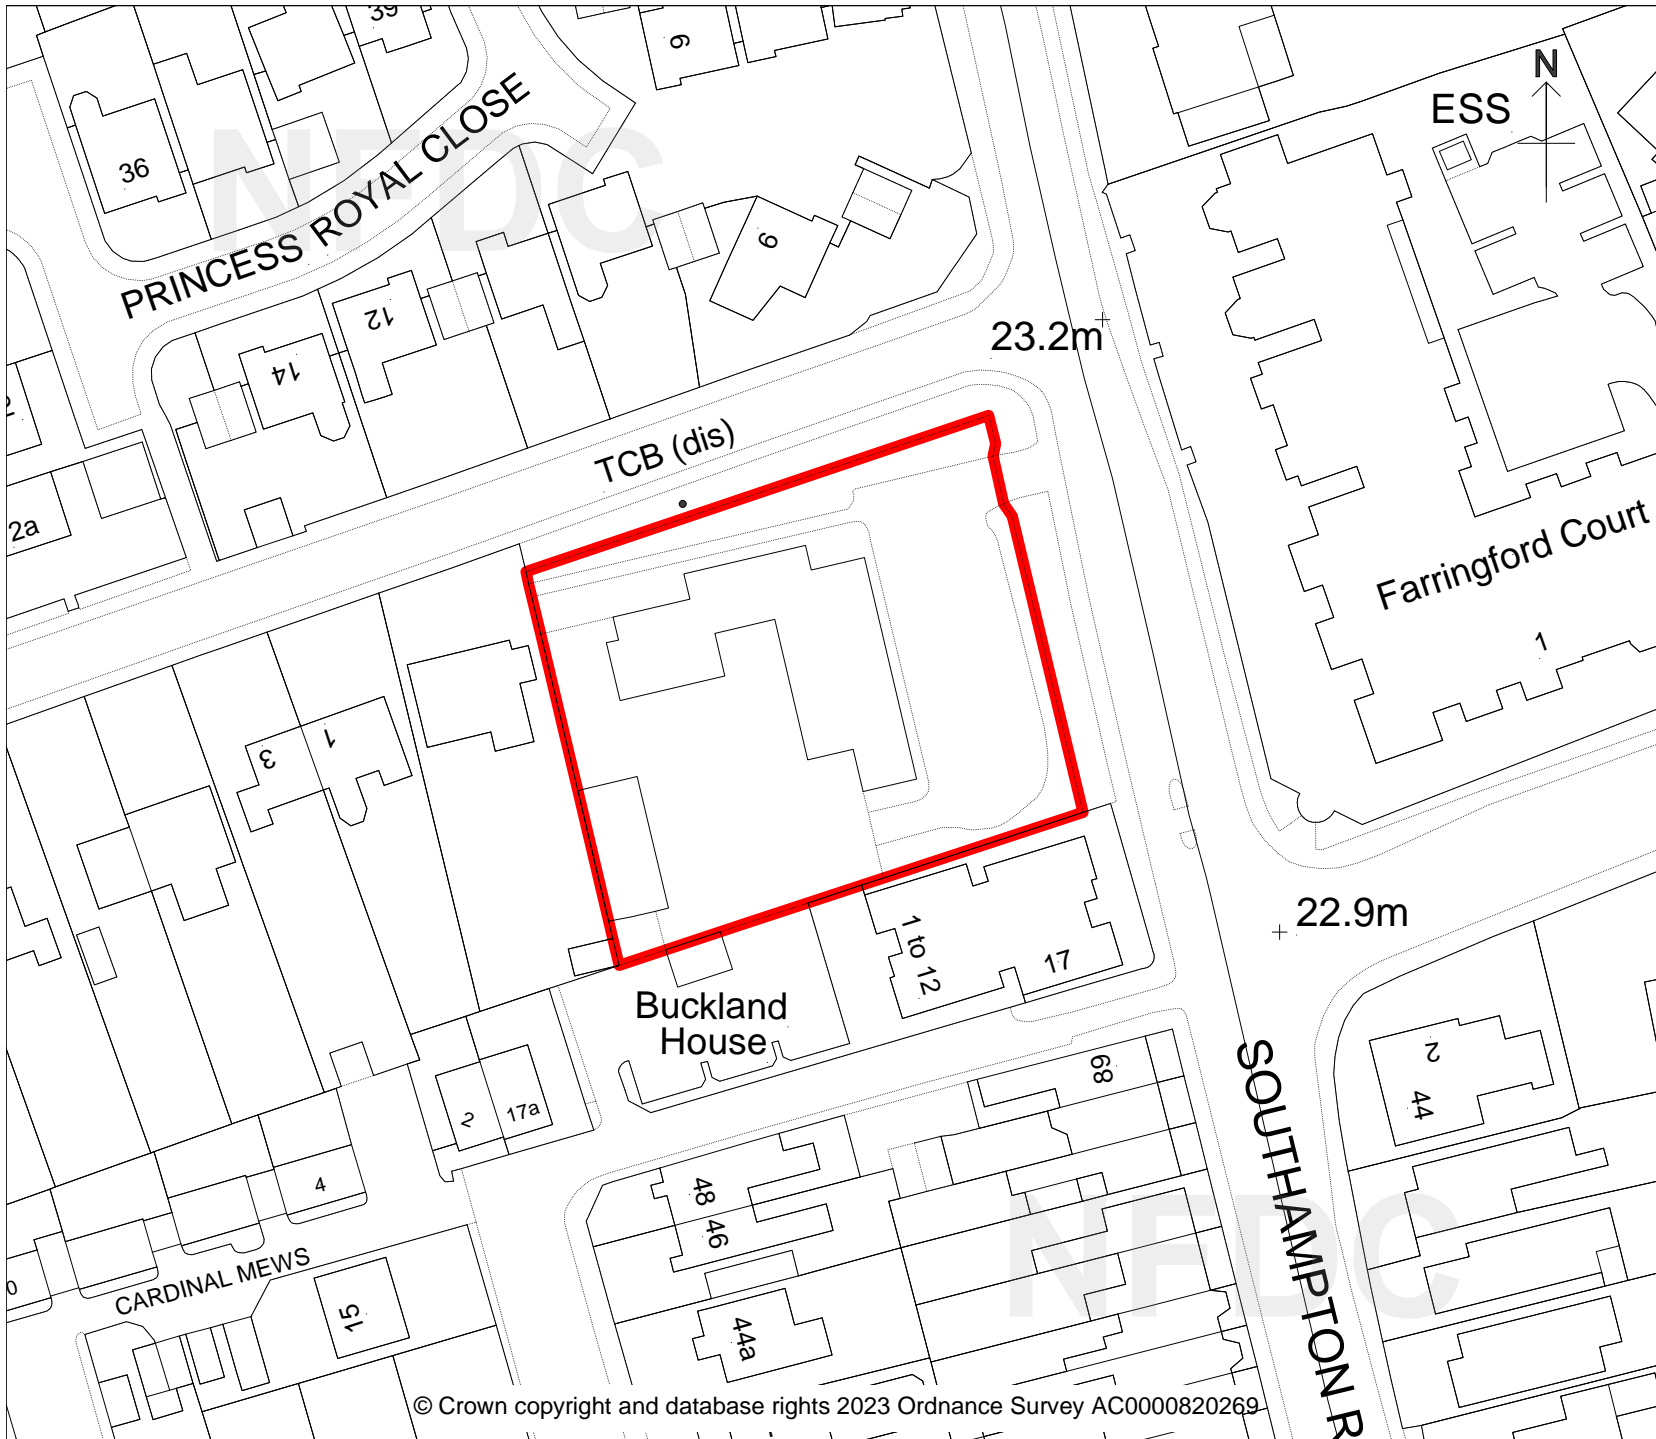 39
6
N
ESS
36
NFDC
PRINCESS ROYAL CLOSE
9
12
23.2m
14
TCB (dis)
2a
Farringford Court
1
1
3
22.9m
1 to 12
17
Buckland
House
68
2
44
SOUTHAMPTON R
2
17a
4
48
46
NFDC
CARDINAL MEWS
15
44a
© Crown copyright and database rights 2023 Ordnance Survey AC0000820269